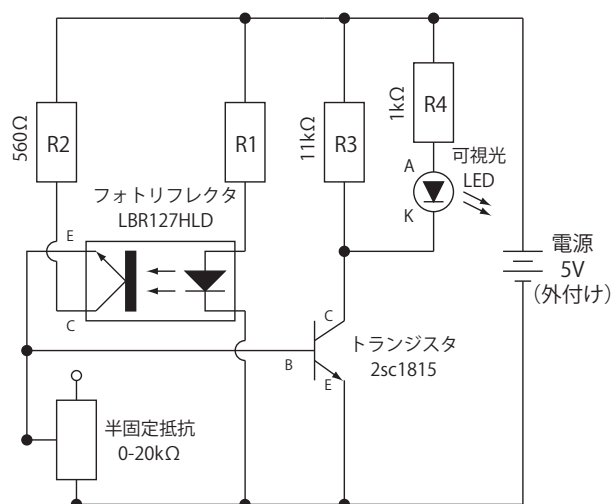 560Ω
R2
R1
11kΩ
R3
1kΩ
R4
フォトリフレクタ
LBR127HLD
A
可視光
LED
K
E
C
電源
5V
（外付け）
C
B
E
トランジスタ
2sc1815
半固定抵抗
0-20kΩ